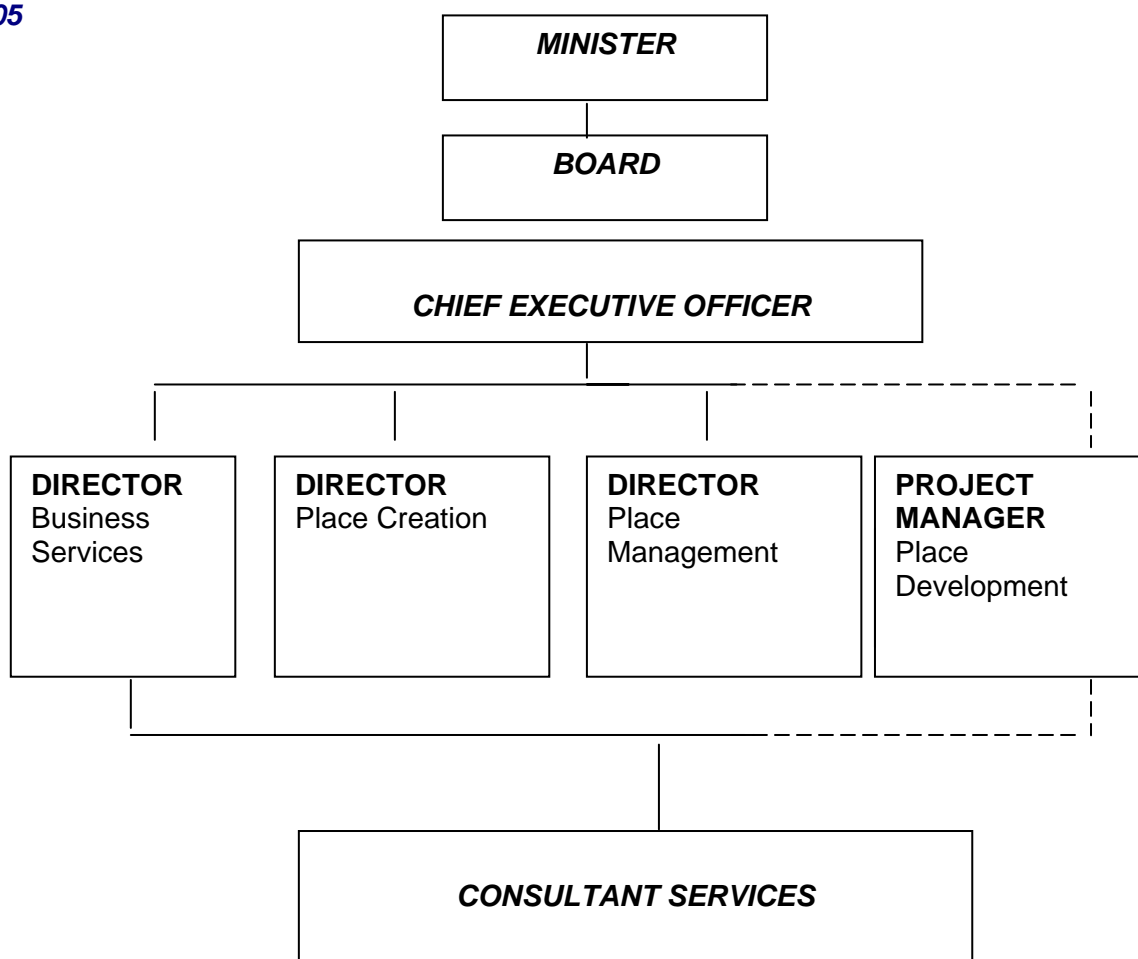 05
MINISTER
BOARD
CHIEF EXECUTIVE OFFICER
DIRECTOR
Business
Services
DIRECTOR
Place Creation
DIRECTOR
Place
Management
PROJECT
MANAGER
Place
Development
CONSULTANT SERVICES